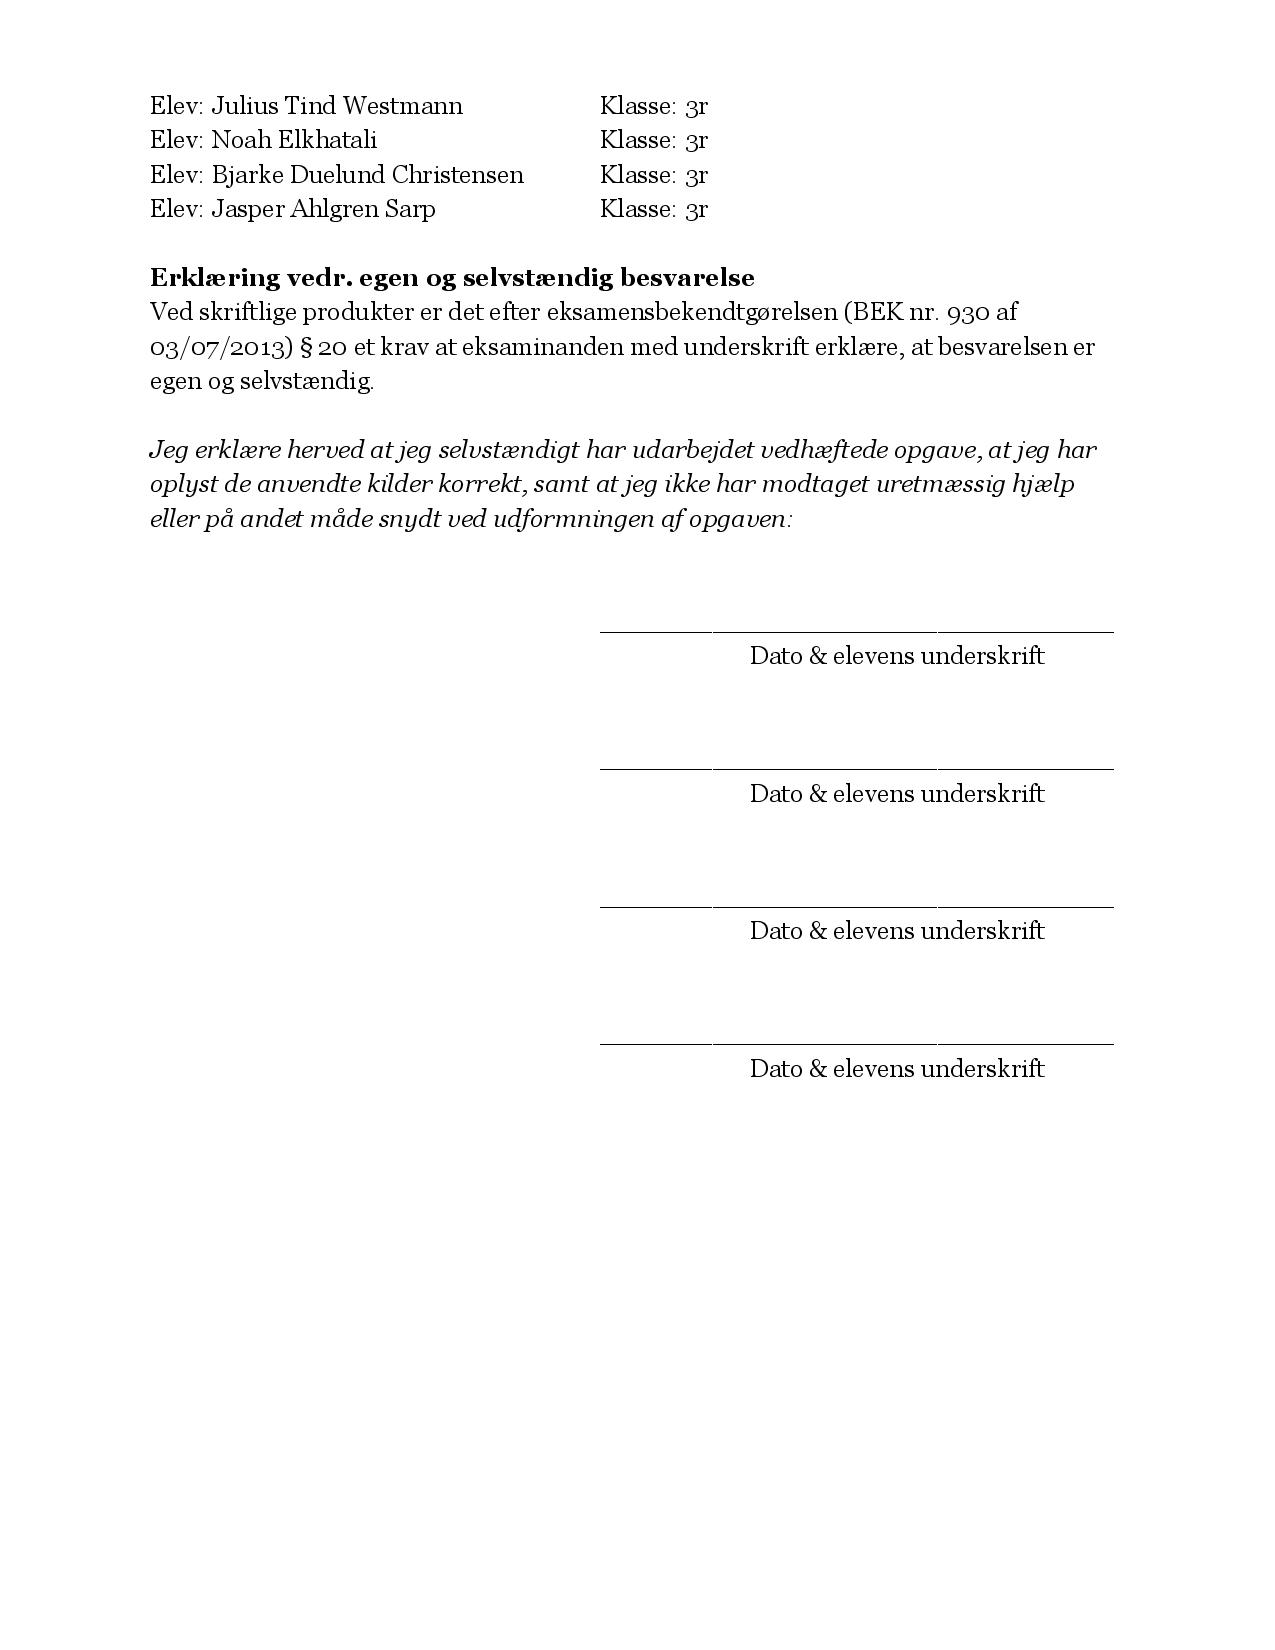 Elev: Julius Tind Westmann Klasse: 3r
Elev: Noah Elkhatali Klasse: 3r
Elev: Bjarke Duelund Christensen Klasse: 3r
Elev: Jasper Ahlgren Sarp Klasse: 3r
Erklæring vedr. egen og selvstændig besvarelse
Ved skriftlige produkter er det efter eksamensbekendtgørelsen (BEK nr. 930 af
03/07/2013) § 20 et krav at eksaminanden med underskrift erklære, at besvarelsen er
egen og selvstændig.
Jeg erklære herved at jeg selvstændigt har udarbejdet vedhæftede opgave, at jeg har
oplyst de anvendte kilder korrekt, samt at jeg ikke har modtaget uretmæssig hjælp
eller på andet måde snydt ved udformningen af opgaven:
Dato & elevens underskrift
Dato & elevens underskrift
Dato & elevens underskrift
Dato & elevens underskrift